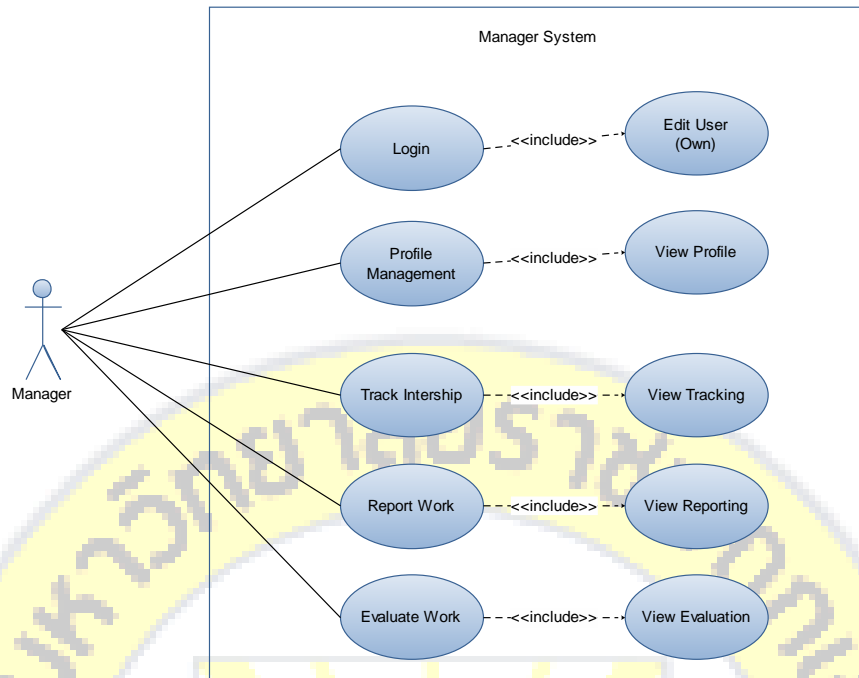 Manager System
Login
<<include>>
Edit User
(Own)
Profile
Management
<<include>>
View Profile
Manager
Track Intership
<<include>>
View Tracking
Report Work
<<include>>
View Reporting
Evaluate Work
<<include>>
View Evaluation